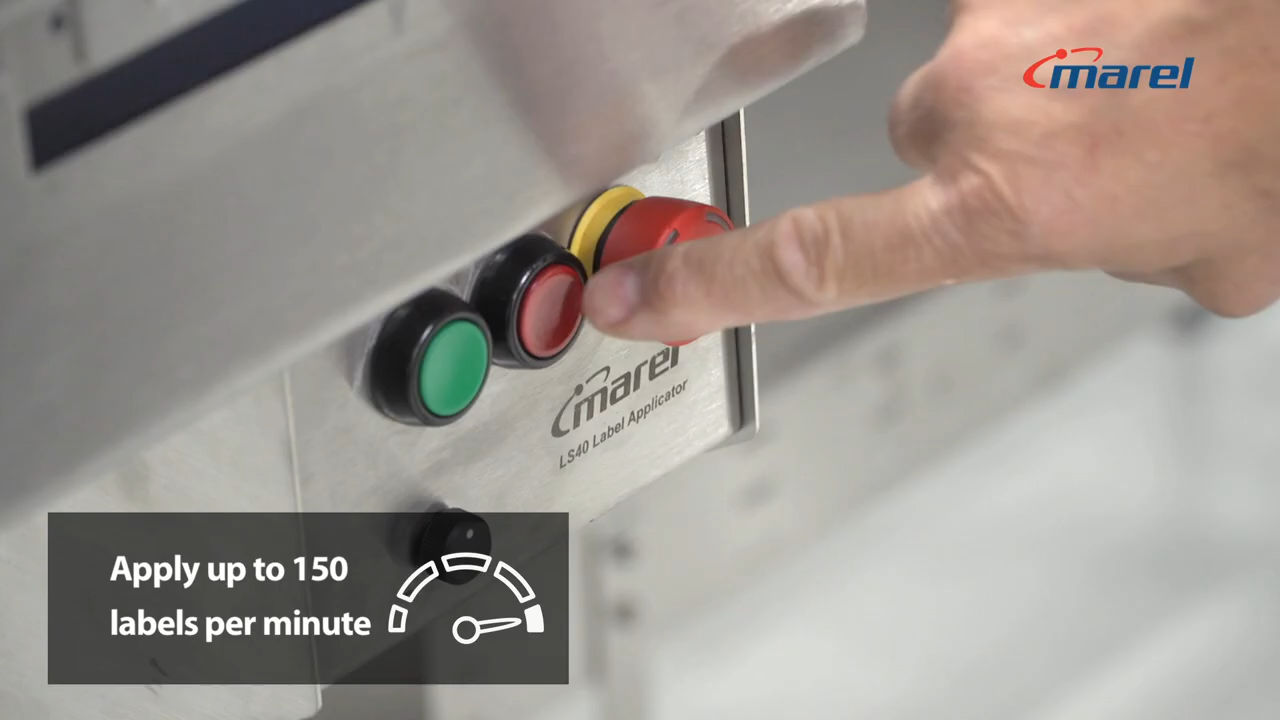 marel
marel
LS40 Label Applicator
Apply up to 150
labels per minute